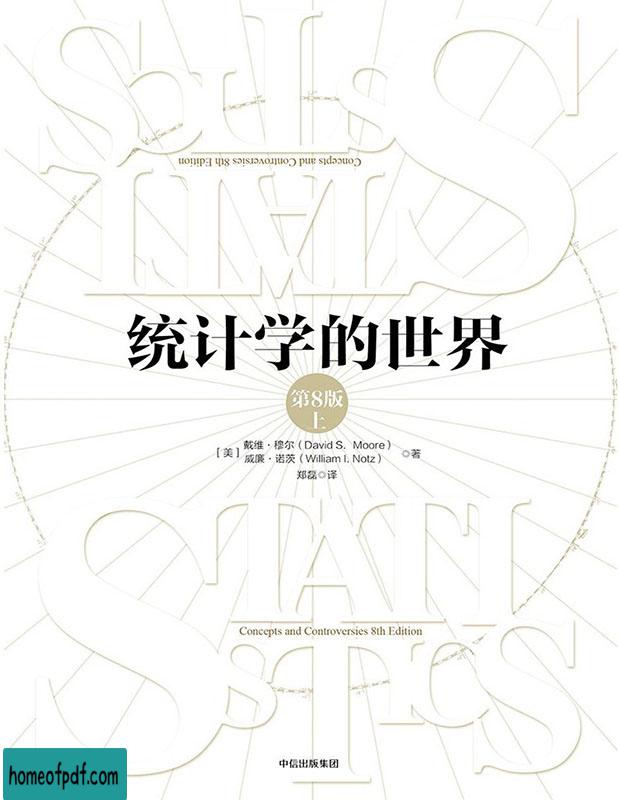 STATISTICS
Concepts and Controversies 8th Edition
统计学的世界
第8版
上
[美] 戴维·穆尔（David S. Moore）
威廉·诺茨（William I. Notz） ◎著
郑磊◎译
STATISTICS
Concepts and Controversies 8th Edition
中信出版集团
homeofpdf.com